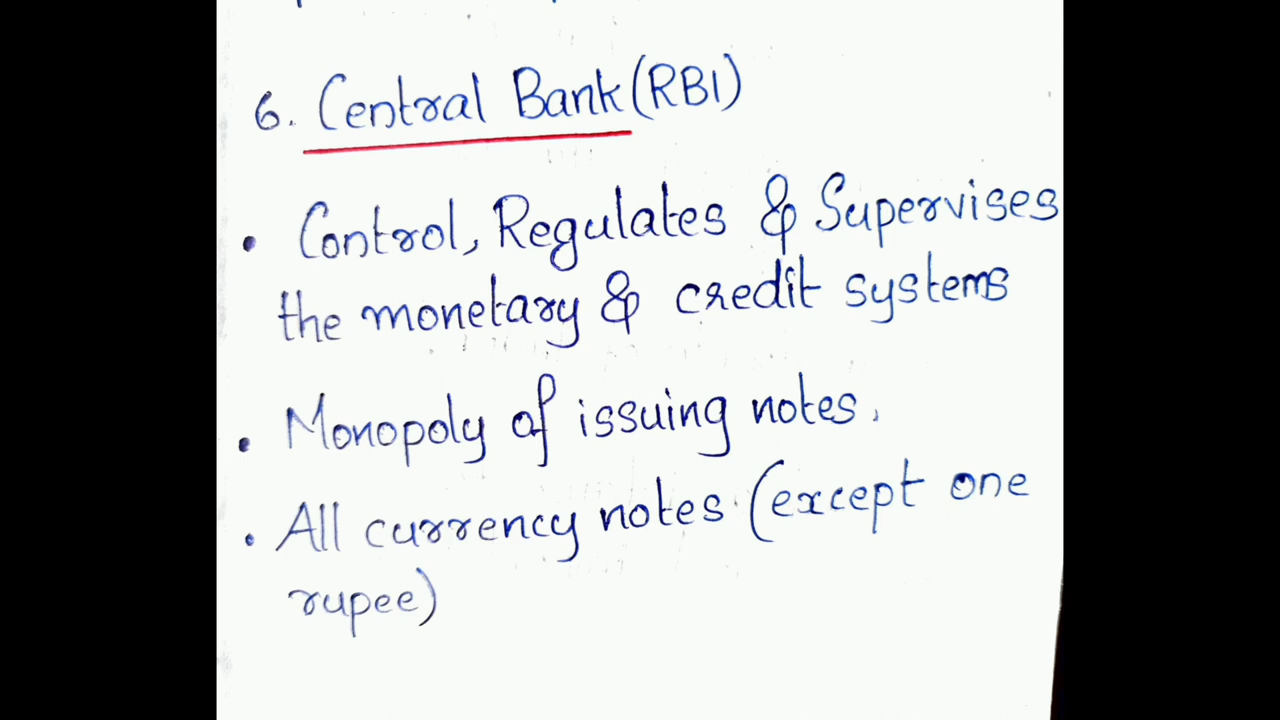 6. Central Bank (RBI)
• Control, Regulates & Supervises
the monetary & credit systems
• Monopoly of issuing notes.
• All currency notes (except one
rupee)